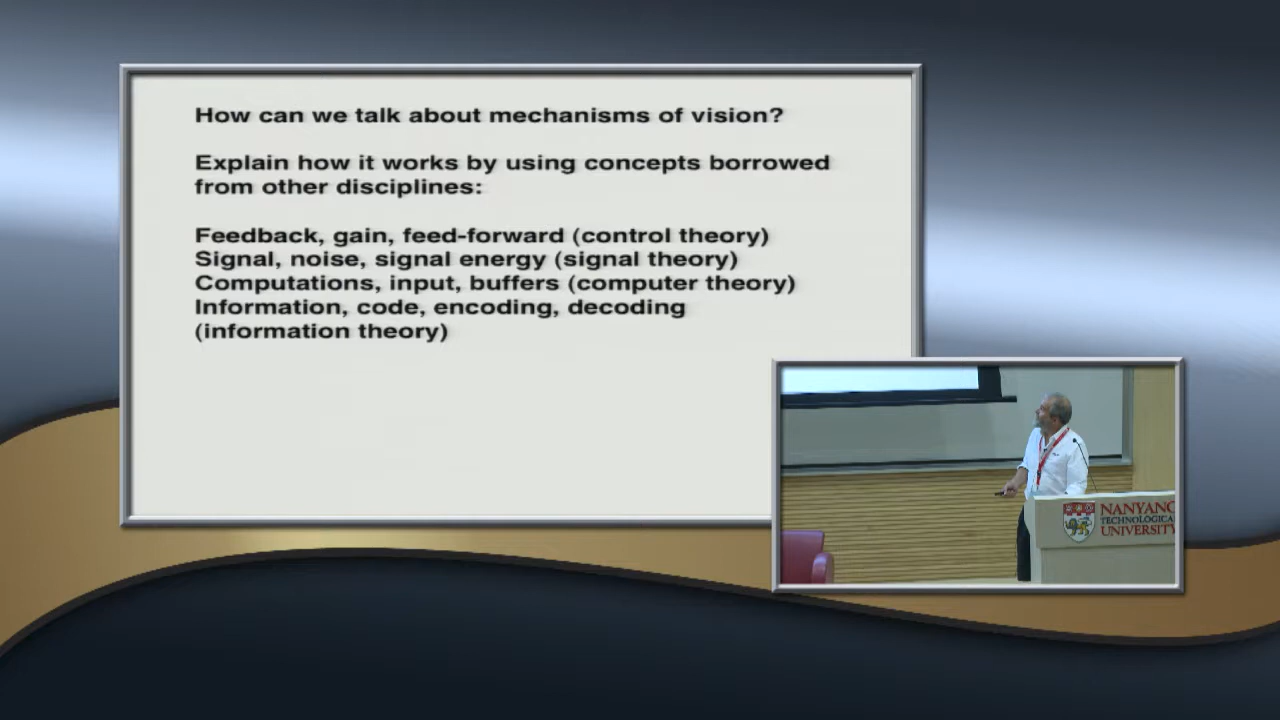 How can we talk about mechanisms of vision?
Explain how it works by using concepts borrowed
from other disciplines:
Feedback, gain, feed-forward (control theory)
Signal, noise, signal energy (signal theory)
Computations, input, buffers (computer theory)
Information, code, encoding, decoding
(information theory)
NANYANG
TECHNOLOGICA
UNIVERSITY